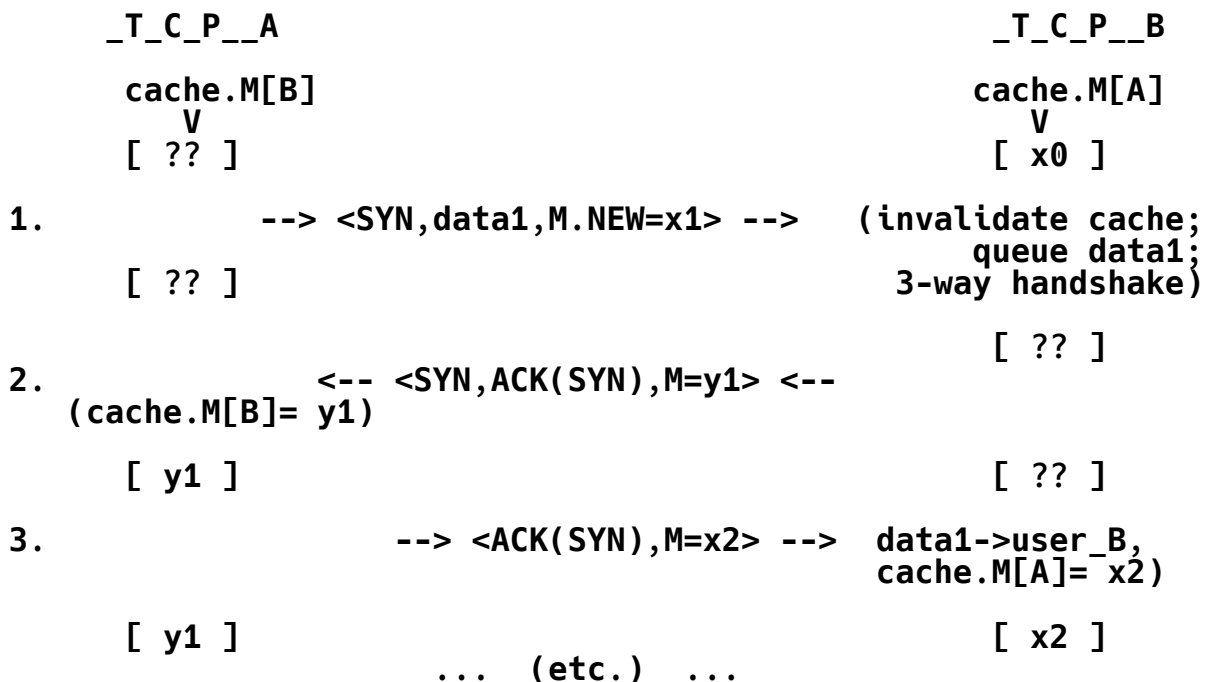 _T_C_P__A _T_C_P__B
cache.M[B] cache.M[A]
V V
[ ?? ] [ x0 ]
1. --> <SYN,data1,M.NEW=x1> --> (invalidate cache;
queue data1;
[ ?? ] 3-way handshake)
[ ?? ]
2. <-- <SYN,ACK(SYN),M=y1> <--
(cache.M[B]= y1)
[ y1 ] [ ?? ]
3. --> <ACK(SYN),M=x2> --> data1->user_B,
cache.M[A]= x2)
[ y1 ] [ x2 ]
... (etc.) ...